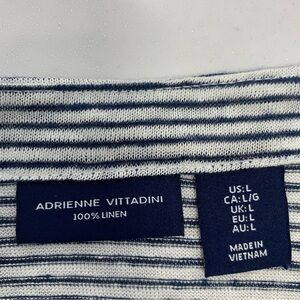 ADRIENNE VITTADINI
100% LINEN
US: L
CA: L/G
UK: L
EU: L
AU: L
MADE IN
VIETNAM